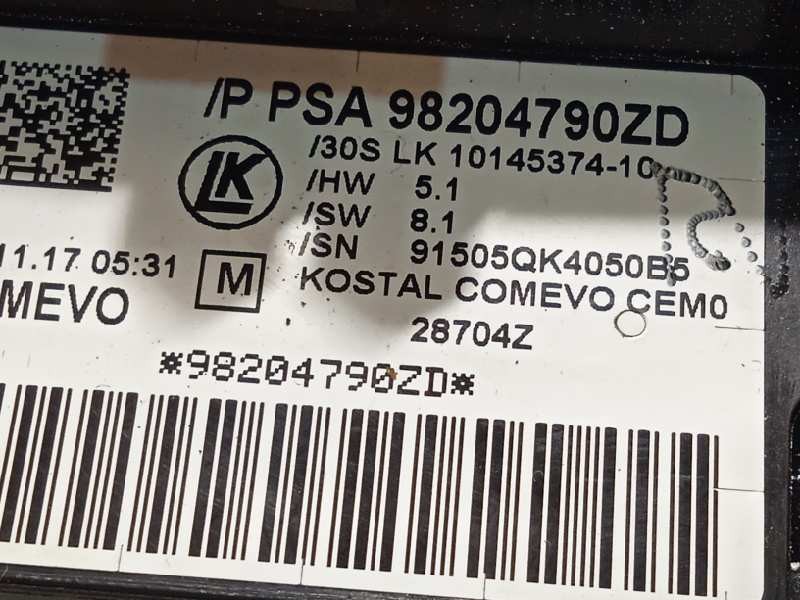 /P PSA 98204790ZD
/30S LK 10145374-10
LK
/HW 5.1
/SW 8.1
/SN 91505QK4050B5
11.17 05:31
M
KOSTAL COMEVO CEM0
MEVO
28704Z
*98204790ZD*